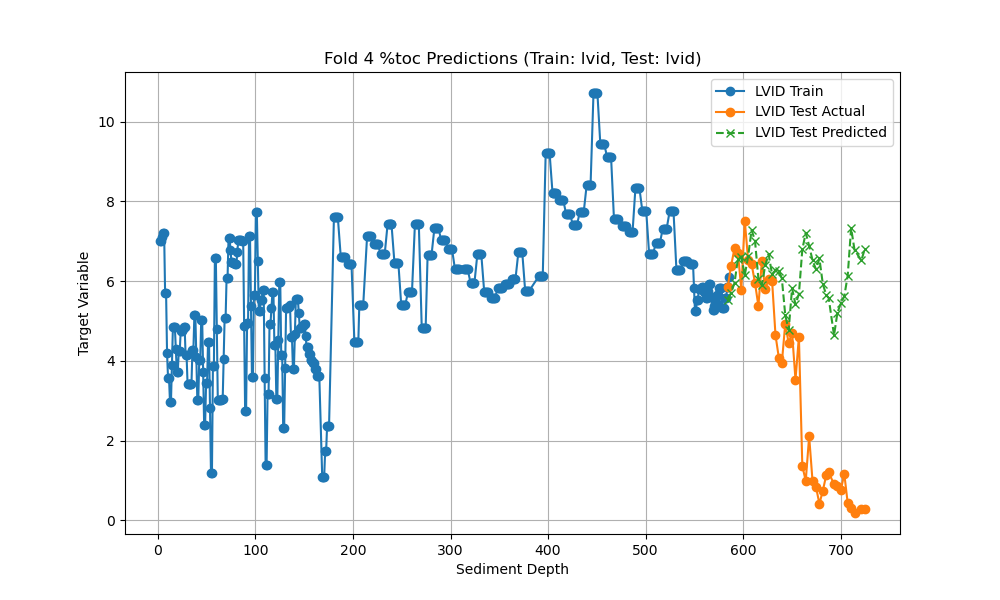 Fold 4 %toc Predictions (Train: lvid, Test: lvid)
LVID Train
LVID Test Actual
LVID Test Predicted
Target Variable
10
8
6
4
2
0
0 100 200 300 400 500 600 700
Sediment Depth